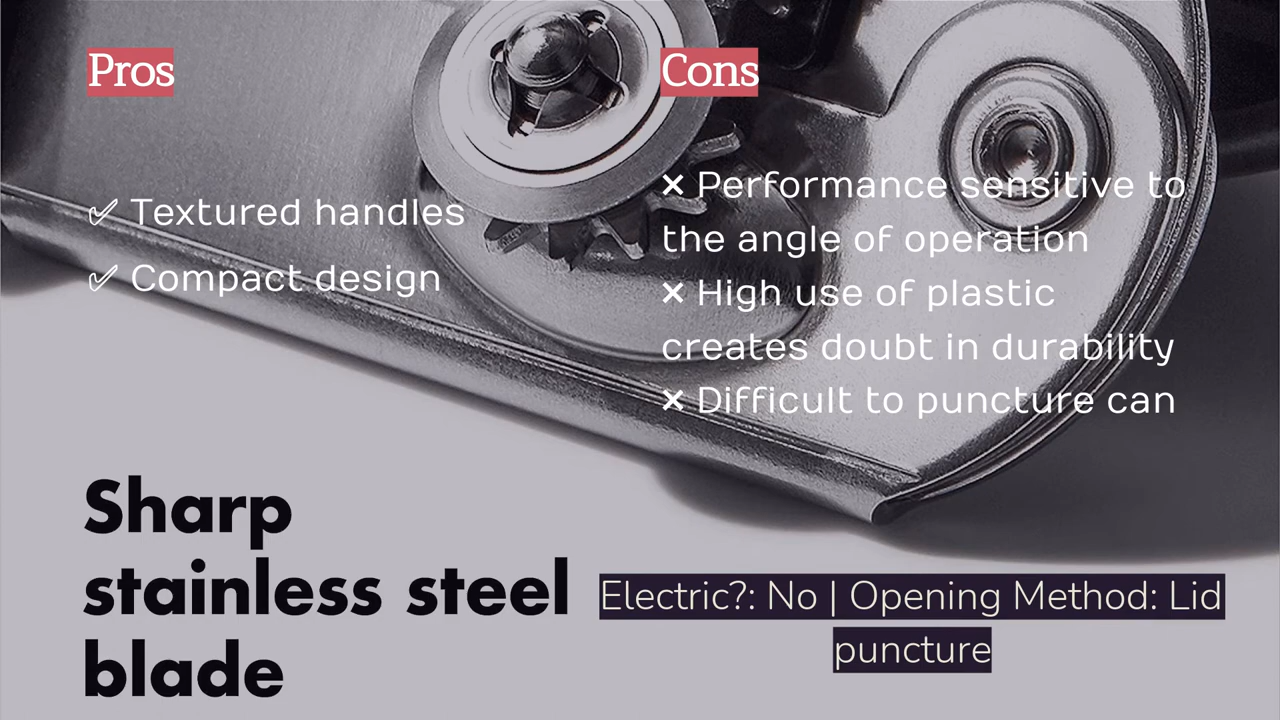 Pros
✓ Textured handles
✓ Compact design
Cons
× Performance sensitive to
the angle of operation
× High use of plastic
creates doubt in durability
× Difficult to puncture can
Sharp
stainless steel
blade
Electric?: No | Opening Method: Lid
puncture